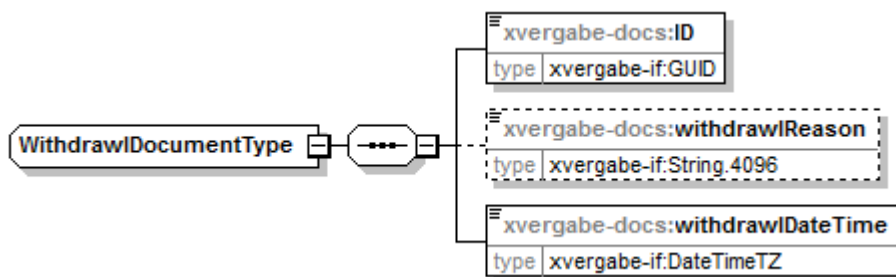 xvergabe-docs:ID
type xvergabe-if:GUID
WithdrawlDocumentType
xvergabe-docs:withdrawlReason
type xvergabe-if:String.4096
xvergabe-docs:withdrawlDateTime
type xvergabe-if:DateTimeTZ